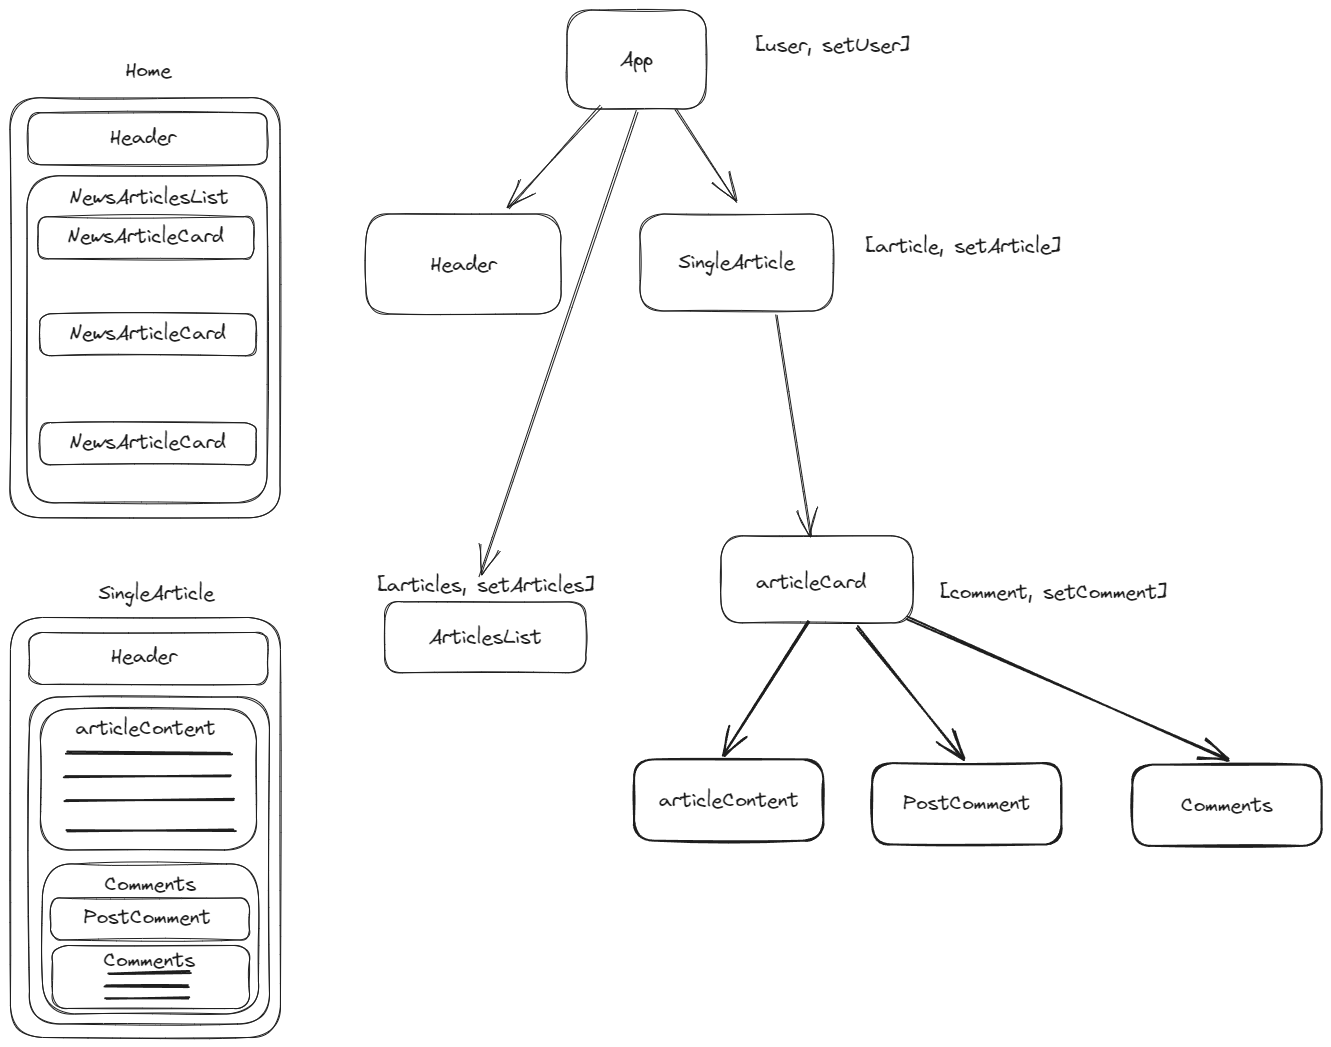 Home
Header
NewsArticlesList
NewsArticleCard
NewsArticleCard
NewsArticleCard
SingleArticle
Header
articleContent
Comments
PostComment
Comments
App
[user, setUser]
Header
SingleArticle
[article, setArticle]
[articles, setArticles]
ArticlesList
articleCard
[comment, setComment]
articleContent
PostComment
Comments